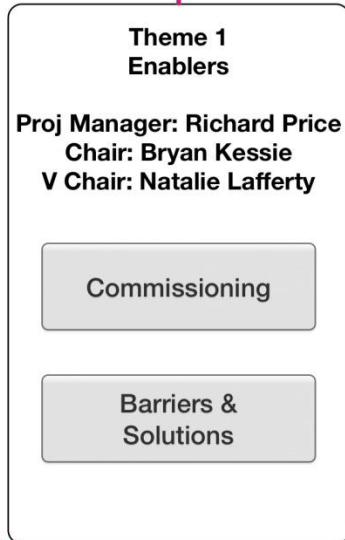 Theme 1
Enablers
Proj Manager: Richard Price
Chair: Bryan Kessie
V Chair: Natalie Lafferty
Commissioning
Barriers &
Solutions